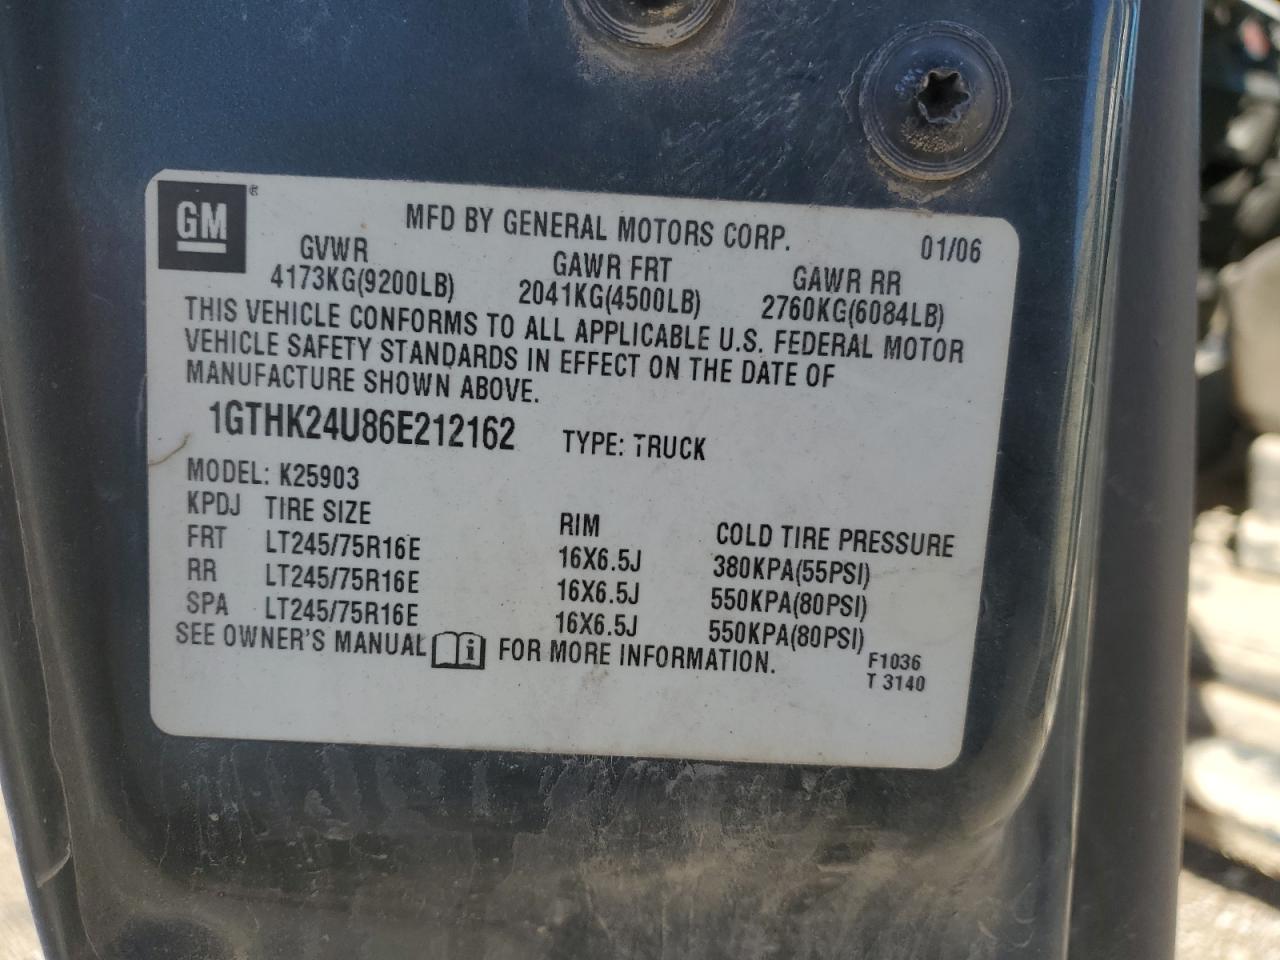 GM ®
MFD BY GENERAL MOTORS CORP. 01/06
GVWR GAWR FRT GAWR RR
4173KG(9200LB) 2041KG(4500LB) 2760KG(6084LB)
THIS VEHICLE CONFORMS TO ALL APPLICABLE U.S. FEDERAL MOTOR
VEHICLE SAFETY STANDARDS IN EFFECT ON THE DATE OF
MANUFACTURE SHOWN ABOVE.
1GTHK24U86E212162 TYPE: TRUCK
MODEL: K25903
KPDJ TIRE SIZE RIM COLD TIRE PRESSURE
FRT LT245/75R16E 16X6.5J 380KPA(55PSI)
RR LT245/75R16E 16X6.5J 550KPA(80PSI)
SPA LT245/75R16E 16X6.5J 550KPA(80PSI)
SEE OWNER'S MANUAL i FOR MORE INFORMATION.
F1036
T 3140